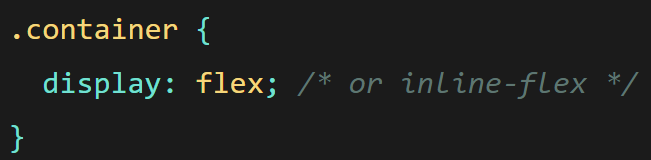 .container {
  display: flex; /* or inline-flex */
}